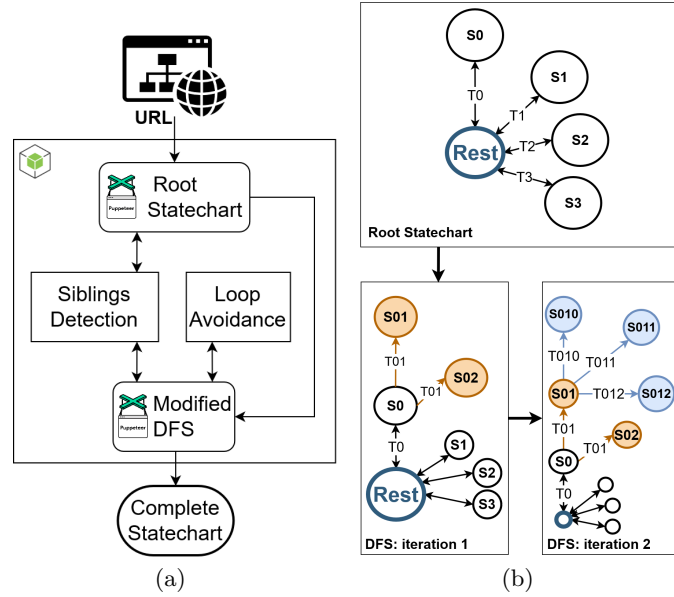 URL
Puppeteer
Root
Statechart
Siblings
Detection
Loop
Avoidance
Puppeteer
Modified
DFS
Complete
Statechart
(a)
S0
S1
T0
T1
Rest
T2
S2
T3
S3
Root Statechart
S01
T01
S02
T01
S0
T0
S1
Rest
S2
S3
DFS: iteration 1
S010
S011
T010
T011
S01
T012
S012
T01
T01
S02
S0
T0
DFS: iteration 2
(b)